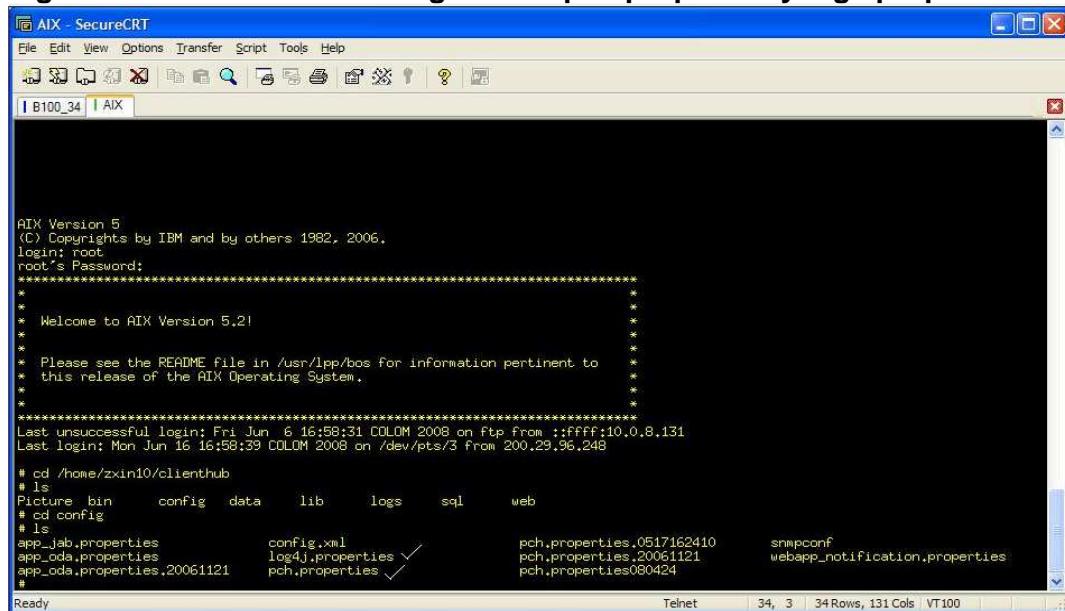 AIX - SecureCRT
File Edit View Options Transfer Script Tools Help
B100_34 AIX
AIX Version 5
(C) Copyrights by IBM and by others 1982, 2006.
login: root
root's Password:
*******************************************************************************
* *
* *
* Welcome to AIX Version 5.2! *
* *
* *
* Please see the README file in /usr/lpp/bos for information pertinent to *
* this release of the AIX Operating System. *
* *
* *
*******************************************************************************
Last unsuccessful login: Fri Jun 6 16:58:31 COLOM 2008 on ftp from ::ffff:10.0.8.131
Last login: Mon Jun 16 16:58:39 COLOM 2008 on /dev/pts/3 from 200.29.96.248
# cd /home/zxin10/clienthub
# ls
Picture bin config data lib logs sql web
# cd config
# ls
app_jab.properties config.xml pch.properties.0517162410 snmpconf
app_oda.properties log4j.properties pch.properties.20061121 webapp_notification.properties
app_oda.properties.20061121 pch.properties pch.properties080424
#
Ready Telnet 34, 3 34 Rows, 131 Cols VT100